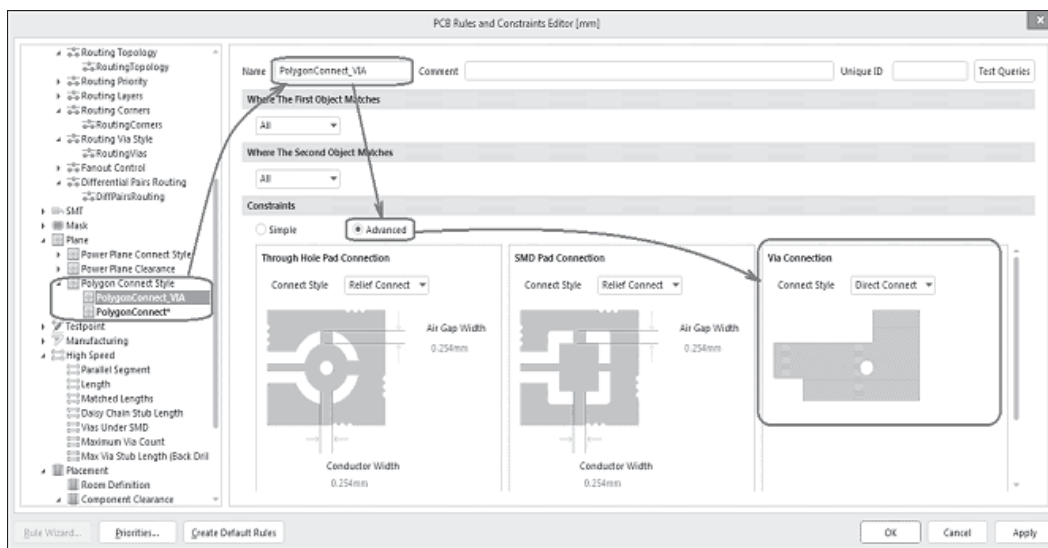 PCB Rules and Constraints Editor [mm]
Routing Topology
RoutingTopology
Routing Priority
Routing Layers
Routing Corners
RoutingCorners
Routing Via Style
RoutingVias
Fanout Control
Differential Pairs Routing
DiffPairsRouting
SMT
Mask
Plane
Power Plane Connect Style
Power Plane Clearance
Polygon Connect Style
PolygonConnect_VIA
PolygonConnect*
Testpoint
Manufacturing
High Speed
Parallel Segment
Length
Matched Lengths
Daisy Chain Stub Length
Vias Under SMD
Maximum Via Count
Max Via Stub Length (Back Dril
Placement
Room Definition
Component Clearance
Name PolygonConnect_VIA Comment Unique ID Test Queries
Where The First Object Matches
All
Where The Second Object Matches
All
Constraints
Simple Advanced
Through Hole Pad Connection
Connect Style Relief Connect
Air Gap Width
0.254mm
Conductor Width
0.254mm
SMD Pad Connection
Connect Style Relief Connect
Air Gap Width
0.254mm
Conductor Width
0.254mm
Via Connection
Connect Style Direct Connect
Rule Wizard... Priorities... Create Default Rules OK Cancel Apply